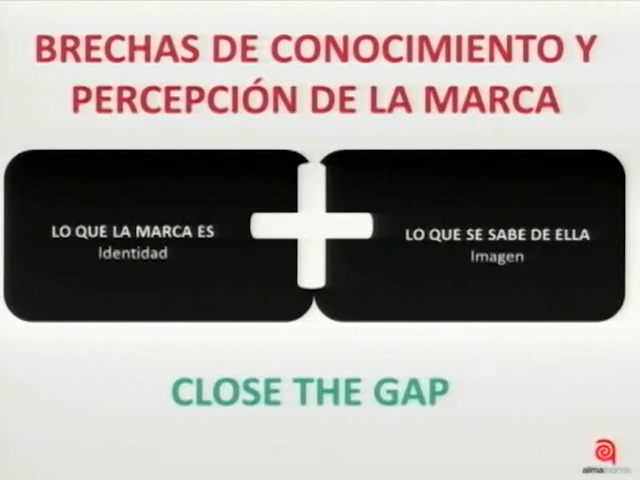 BRECHAS DE CONOCIMIENTO Y
PERCEPCIÓN DE LA MARCA
LO QUE LA MARCA ES
Identidad
LO QUE SE SABE DE ELLA
Imagen
CLOSE THE GAP
almabrands